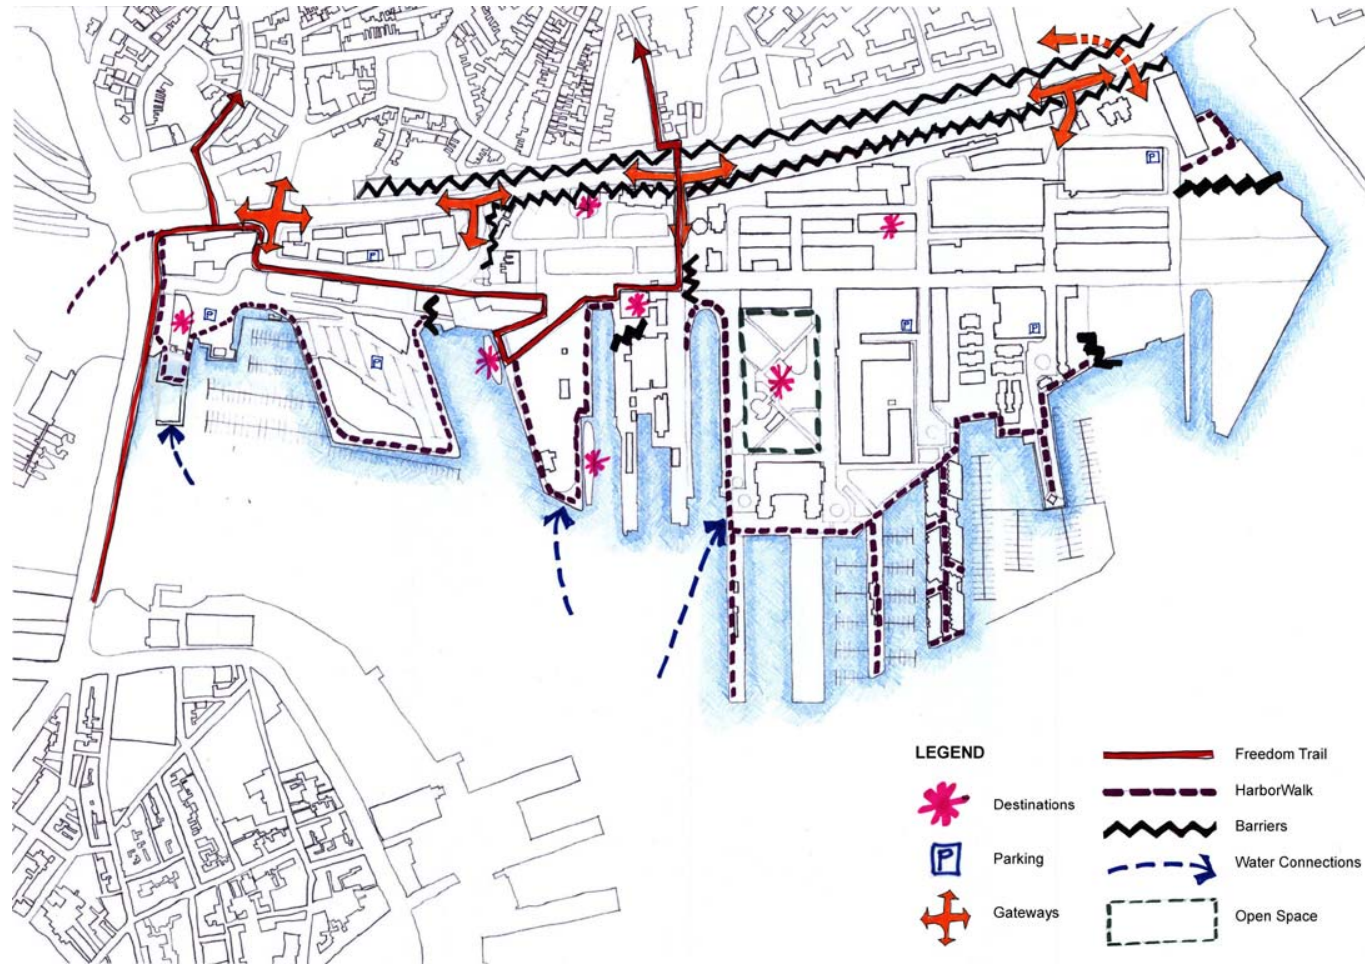 P
P
P
P
P
P
LEGEND
Destinations
P
Parking
Gateways
Freedom Trail
HarborWalk
Barriers
Water Connections
Open Space